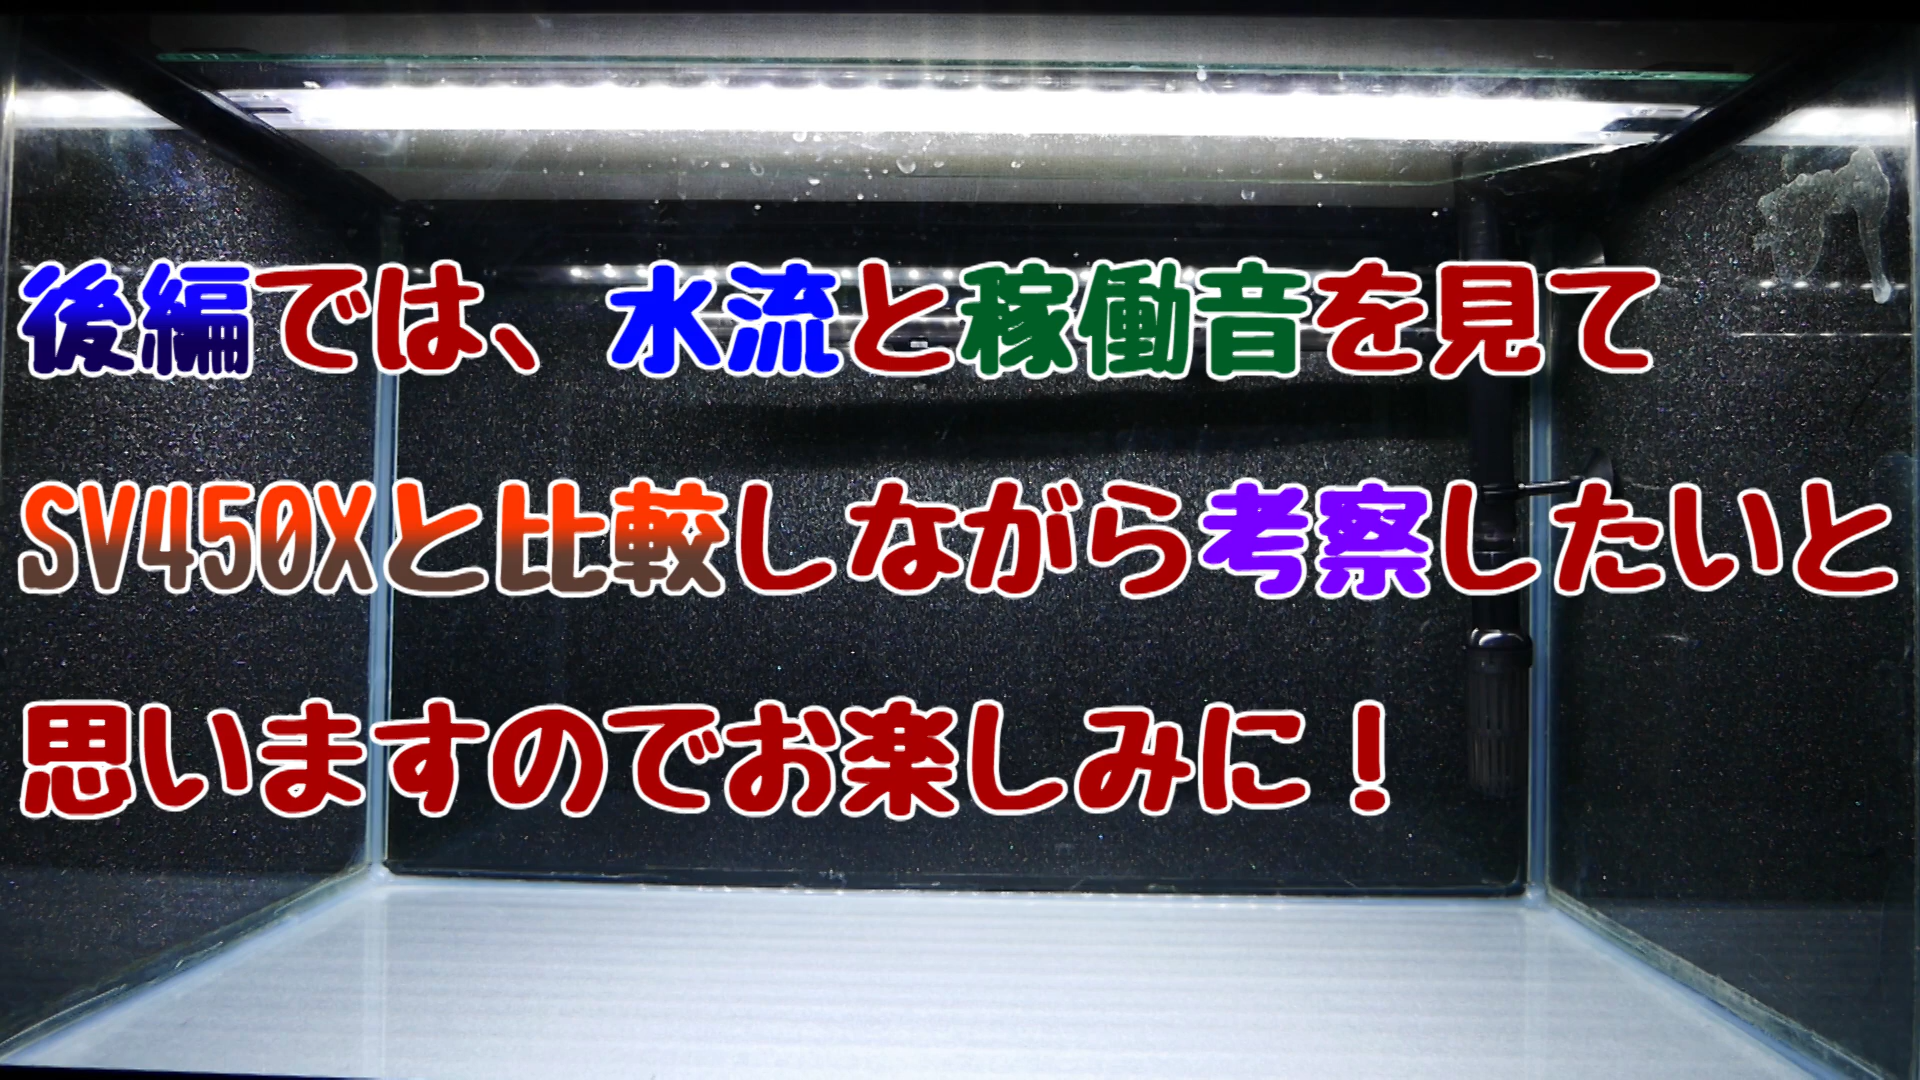 後編では、水流と稼働音を見て
SV450Xと比較しながら考察したいと
思いますのでお楽しみに！